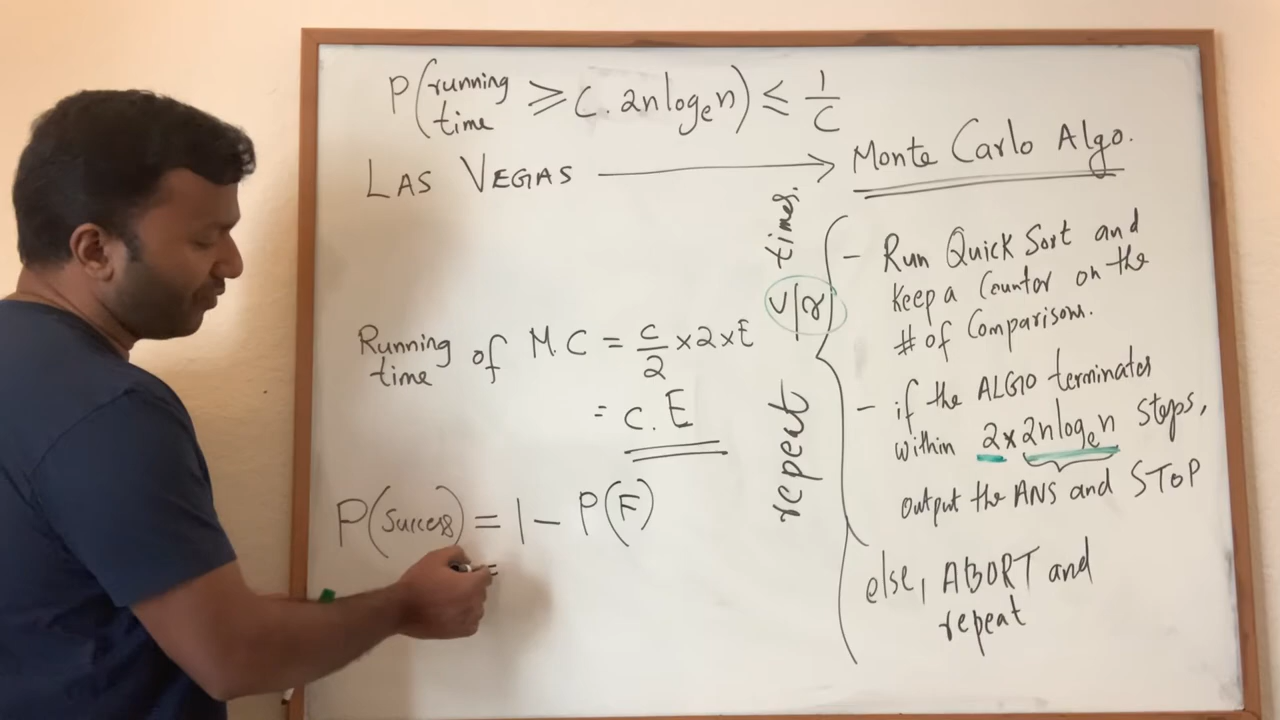 P(running time ≥ C. 2nlogₑn) ≤ 1/C
LAS VEGAS ⟶ Monte Carlo Algo.
Running time of M.C = c/2 × 2 × E
= C. E
P(Success) = 1 - P(F)
=
repeat c/2 times.
- Run Quick Sort and
keep a Counter on the
# of Comparisons.
- if the ALGO terminates
within 2 × 2nlogₑn Steps,
output the ANS and STOP
else, ABORT and
repeat